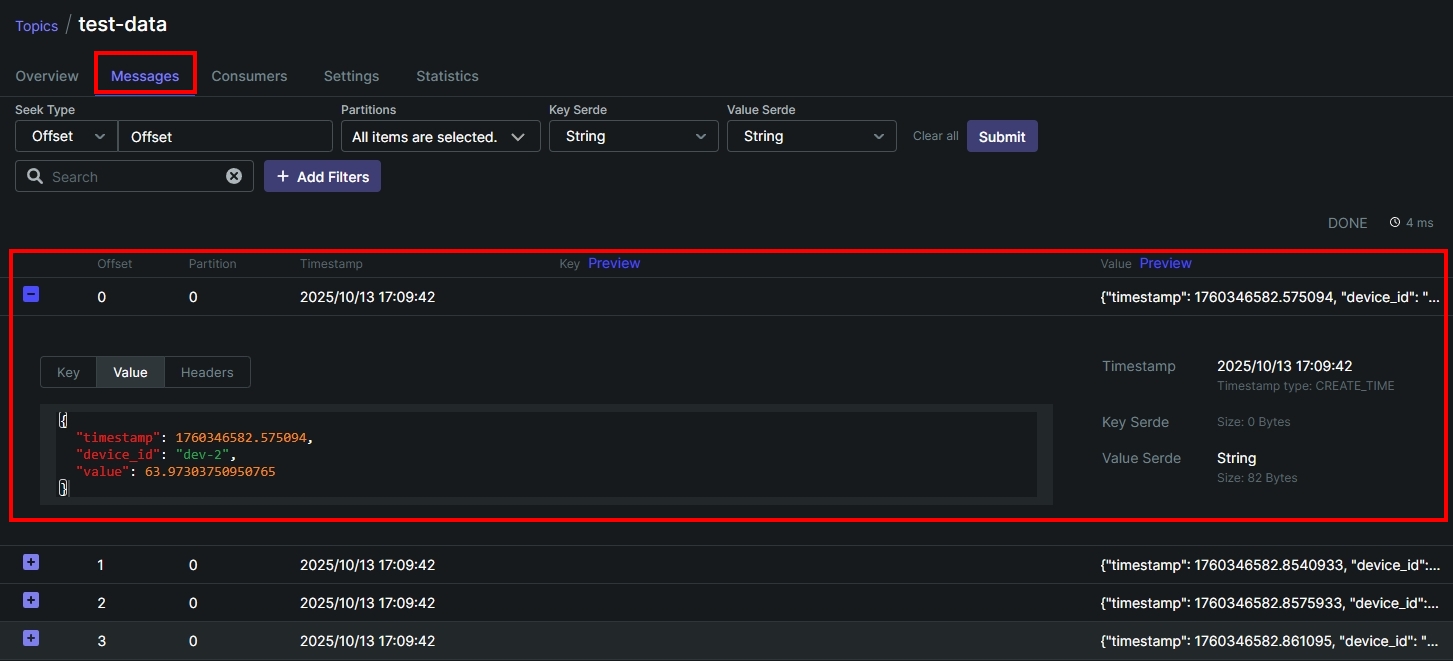 Topics / test-data
Overview Messages Consumers Settings Statistics
Seek Type Partitions Key Serde Value Serde
Offset Offset All items are selected. String String Clear all Submit
Search + Add Filters
DONE 4 ms
Offset Partition Timestamp Key Preview Value Preview
0 0 2025/10/13 17:09:42 {"timestamp": 1760346582.575094, "device_id": "...
Key Value Headers
{
"timestamp": 1760346582.575094,
"device_id": "dev-2",
"value": 63.97303750950765
}
Timestamp 2025/10/13 17:09:42
Timestamp type: CREATE_TIME
Key Serde Size: 0 Bytes
Value Serde String
Size: 82 Bytes
1 0 2025/10/13 17:09:42 {"timestamp": 1760346582.8540933, "device_id":...
2 0 2025/10/13 17:09:42 {"timestamp": 1760346582.8575933, "device_id":...
3 0 2025/10/13 17:09:42 {"timestamp": 1760346582.861095, "device_id": "...